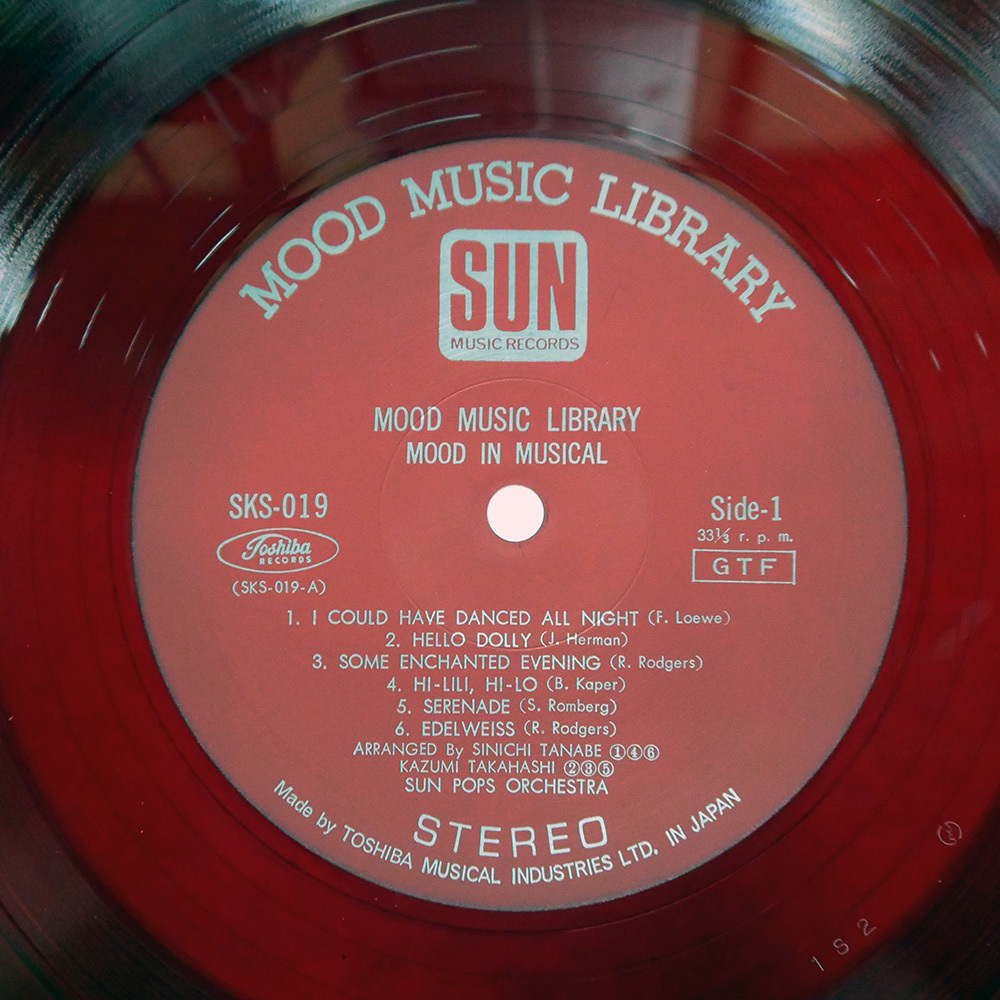 MOOD MUSIC LIBRARY
SUN
MUSIC RECORDS
MOOD MUSIC LIBRARY
MOOD IN MUSICAL
SKS-019
Toshiba
RECORDS
(SKS-019-A)
Side-1
33⅓ r. p. m.
GTF
1. I COULD HAVE DANCED ALL NIGHT (F. Loewe)
2. HELLO DOLLY (J. Herman)
3. SOME ENCHANTED EVENING (R. Rodgers)
4. HI-LILI, HI-LO (B. Kaper)
5. SERENADE (S. Romberg)
6. EDELWEISS (R. Rodgers)
ARRANGED By SINICHI TANABE ①④⑥
KAZUMI TAKAHASHI ②③⑤
SUN POPS ORCHESTRA
STEREO
Made by TOSHIBA MUSICAL INDUSTRIES LTD. IN JAPAN
1S2